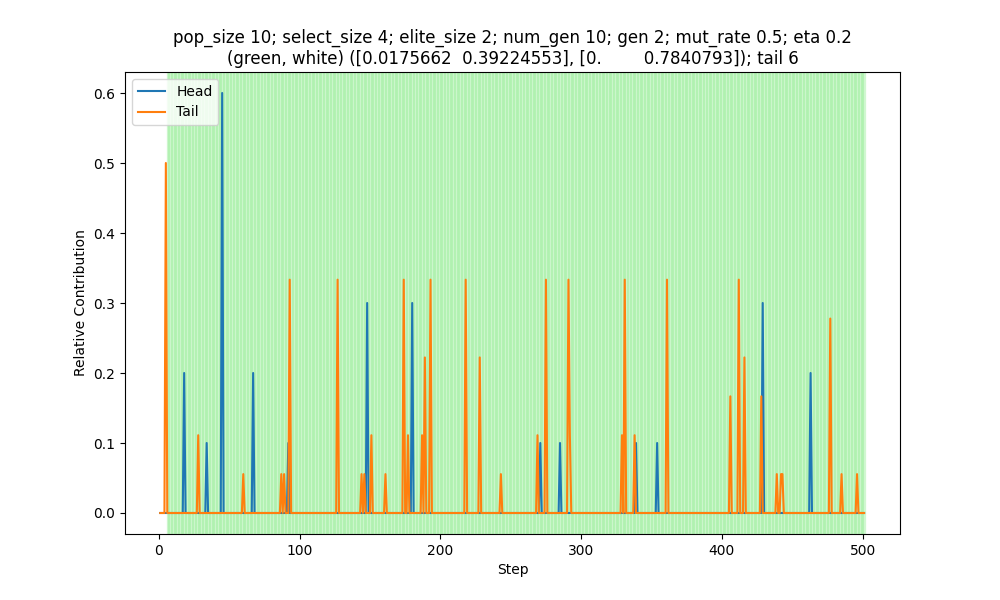 pop_size 10; select_size 4; elite_size 2; num_gen 10; gen 2; mut_rate 0.5; eta 0.2
(green, white) ([0.0175662  0.39224553], [0.        0.7840793]); tail 6
Head
Tail
0.6
0.5
0.4
0.3
0.2
0.1
0.0
Relative Contribution
0 100 200 300 400 500
Step